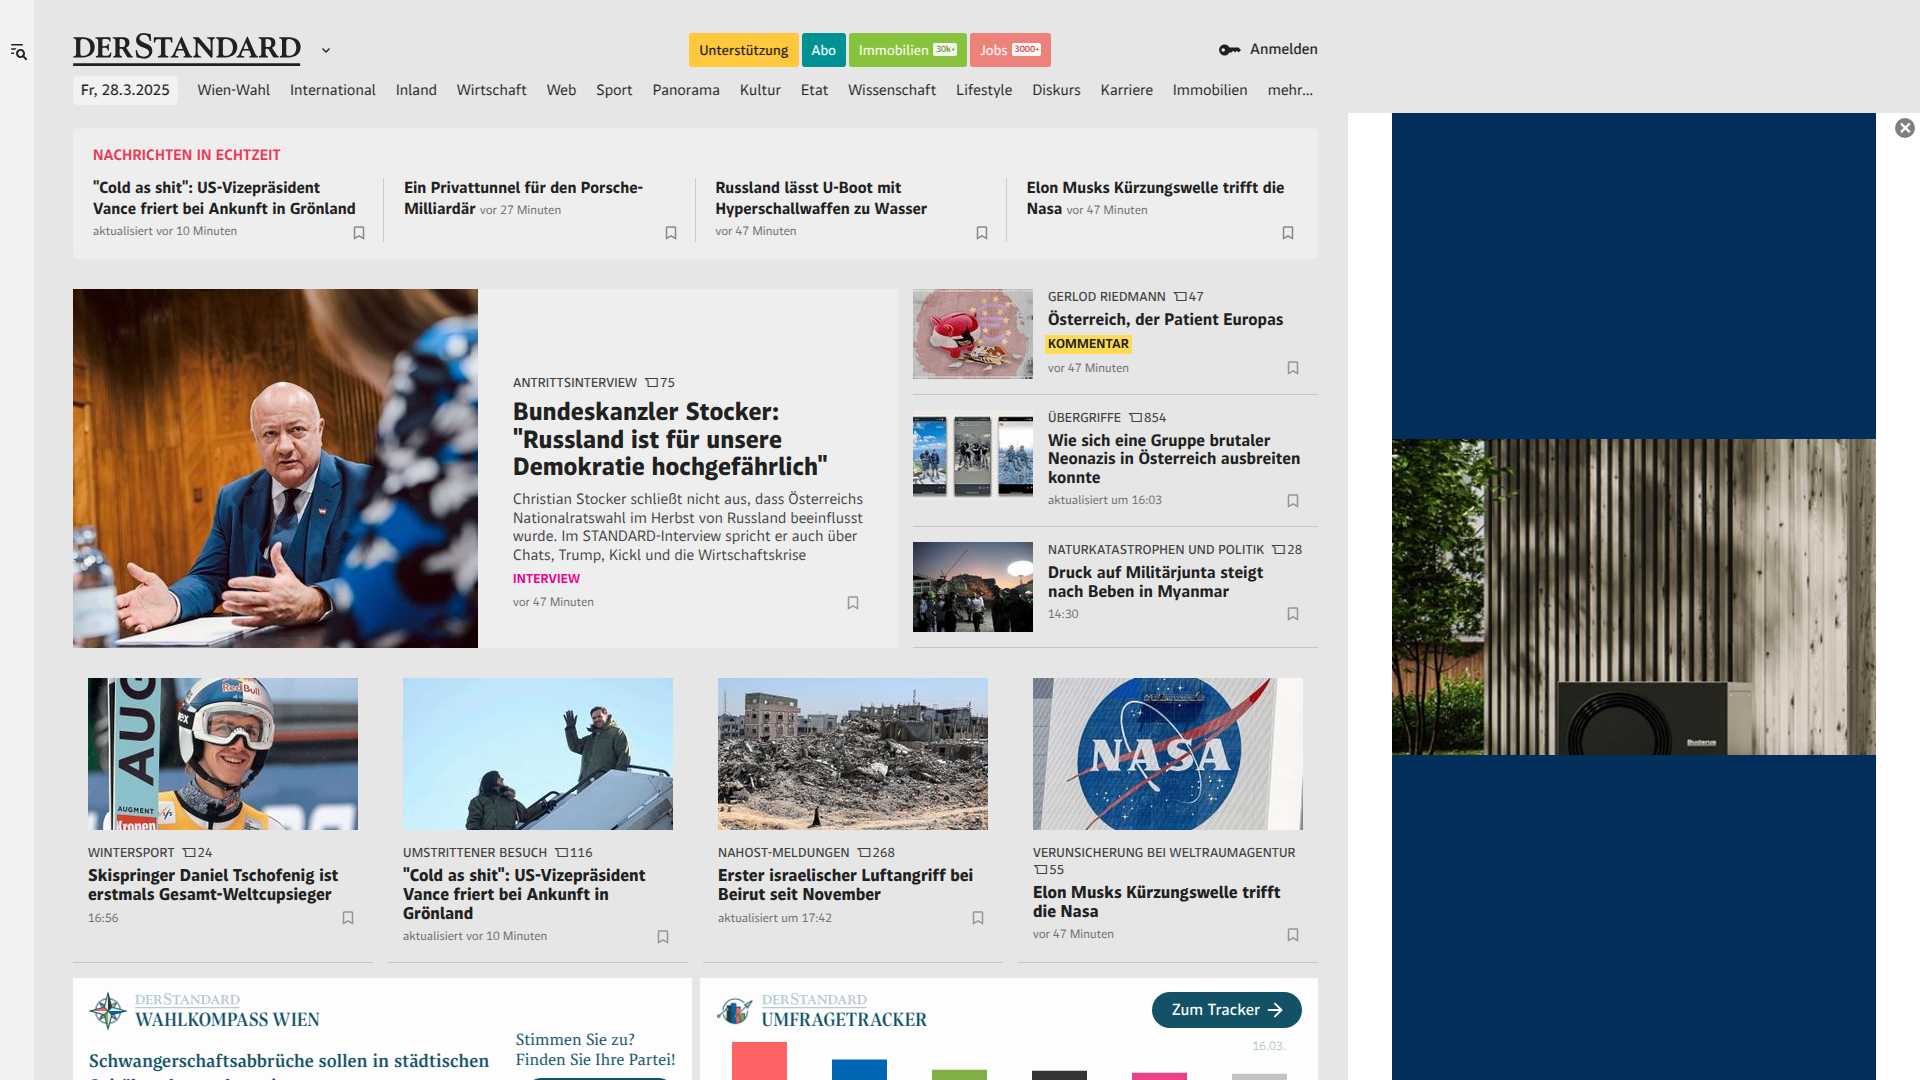 DERSTANDARD
Unterstützung
Abo
Immobilien 30k+
Jobs 3000+
Anmelden
Fr, 28.3.2025
Wien-Wahl
International
Inland
Wirtschaft
Web
Sport
Panorama
Kultur
Etat
Wissenschaft
Lifestyle
Diskurs
Karriere
Immobilien
mehr...
NACHRICHTEN IN ECHTZEIT
"Cold as shit": US-Vizepräsident
Vance friert bei Ankunft in Grönland
aktualisiert vor 10 Minuten
Ein Privattunnel für den Porsche-
Milliardär vor 27 Minuten
Russland lässt U-Boot mit
Hyperschallwaffen zu Wasser
vor 47 Minuten
Elon Musks Kürzungswelle trifft die
Nasa vor 47 Minuten
ANTRITTSINTERVIEW 75
Bundeskanzler Stocker:
"Russland ist für unsere
Demokratie hochgefährlich"
Christian Stocker schließt nicht aus, dass Österreichs
Nationalratswahl im Herbst von Russland beeinflusst
wurde. Im STANDARD-Interview spricht er auch über
Chats, Trump, Kickl und die Wirtschaftskrise
INTERVIEW
vor 47 Minuten
GERLOD RIEDMANN 47
Österreich, der Patient Europas
KOMMENTAR
vor 47 Minuten
ÜBERGRIFFE 854
Wie sich eine Gruppe brutaler
Neonazis in Österreich ausbreiten
konnte
aktualisiert um 16:03
NATURKATASTROPHEN UND POLITIK 28
Druck auf Militärjunta steigt
nach Beben in Myanmar
14:30
AUG
Red Bull
AUGMENT
Kronen
WINTERSPORT 24
Skispringer Daniel Tschofenig ist
erstmals Gesamt-Weltcupsieger
16:56
UMSTRITTENER BESUCH 116
"Cold as shit": US-Vizepräsident
Vance friert bei Ankunft in
Grönland
aktualisiert vor 10 Minuten
NAHOST-MELDUNGEN 268
Erster israelischer Luftangriff bei
Beirut seit November
aktualisiert um 17:42
NASA
VERUNSICHERUNG BEI WELTRAUMAGENTUR
55
Elon Musks Kürzungswelle trifft
die Nasa
vor 47 Minuten
Buderus
DERSTANDARD
WAHLKOMPASS WIEN
Schwangerschaftsabbrüche sollen in städtischen
Stimmen Sie zu?
Finden Sie Ihre Partei!
DERSTANDARD
UMFRAGETRACKER
Zum Tracker
16.03.